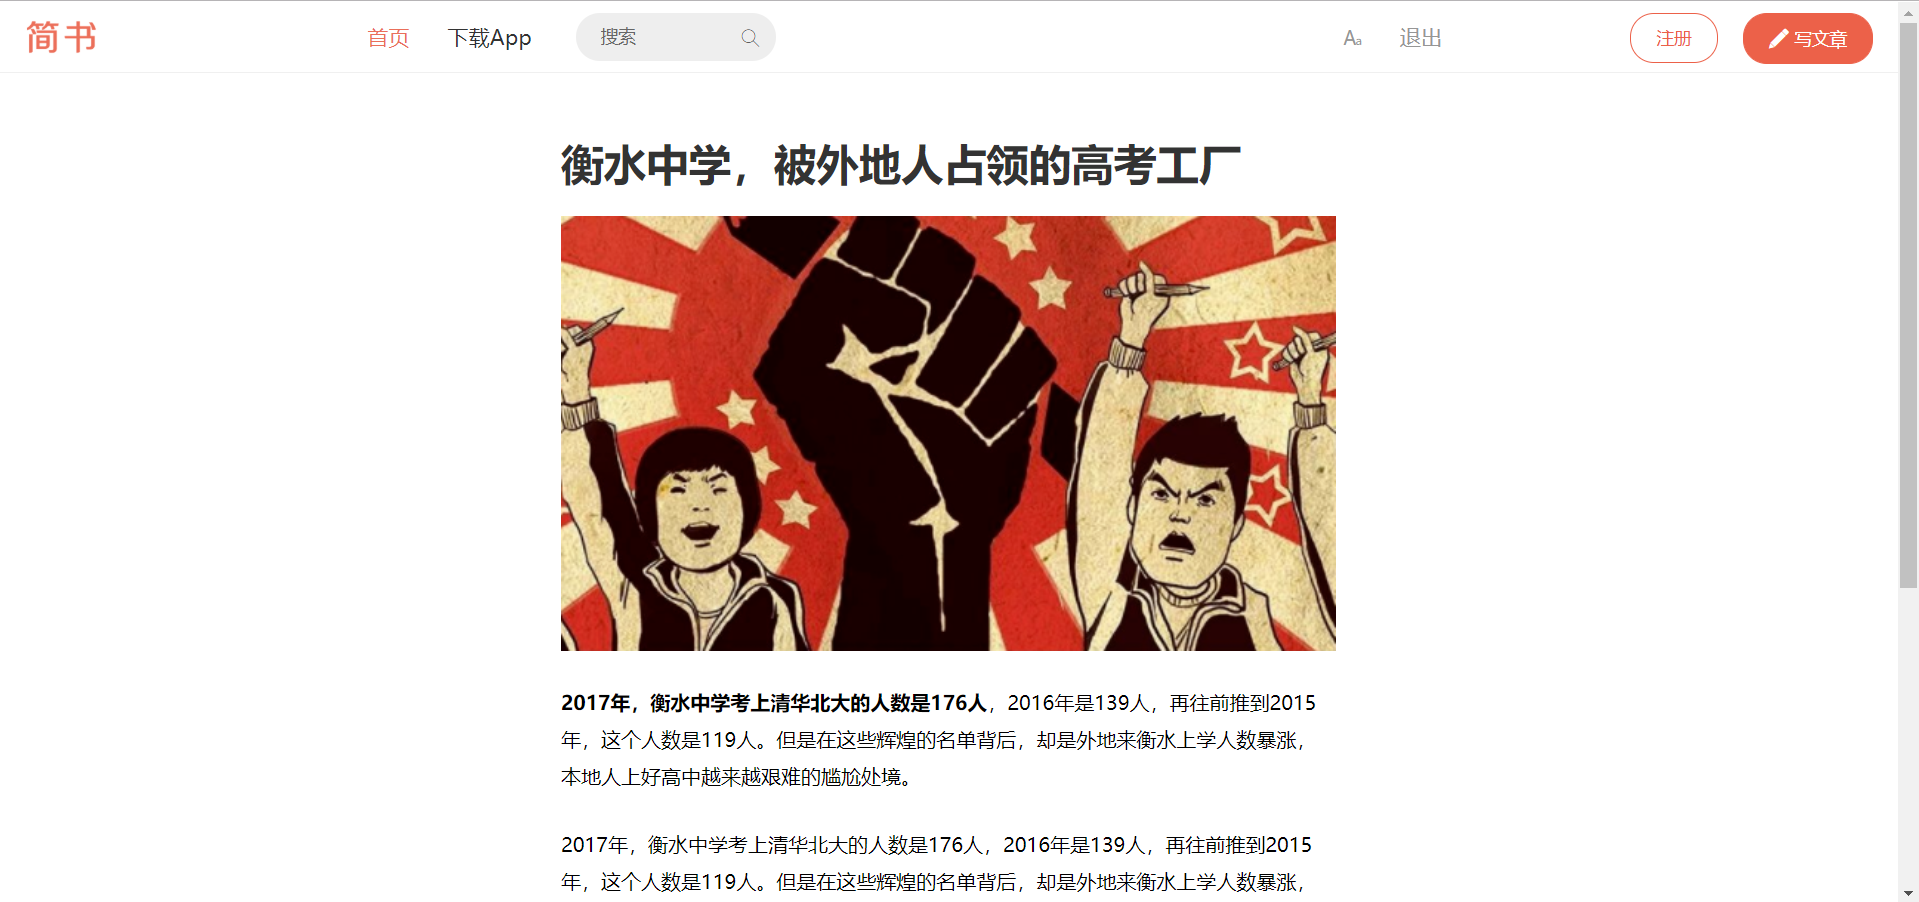 简书 首页 下载App 搜索 Aa 退出 注册 写文章
衡水中学，被外地人占领的高考工厂
2017年，衡水中学考上清华北大的人数是176人，2016年是139人，再往前推到2015
年，这个人数是119人。但是在这些辉煌的名单背后，却是外地来衡水上学人数暴涨，
本地人上好高中越来越艰难的尴尬处境。
2017年，衡水中学考上清华北大的人数是176人，2016年是139人，再往前推到2015
年，这个人数是119人。但是在这些辉煌的名单背后，却是外地来衡水上学人数暴涨，